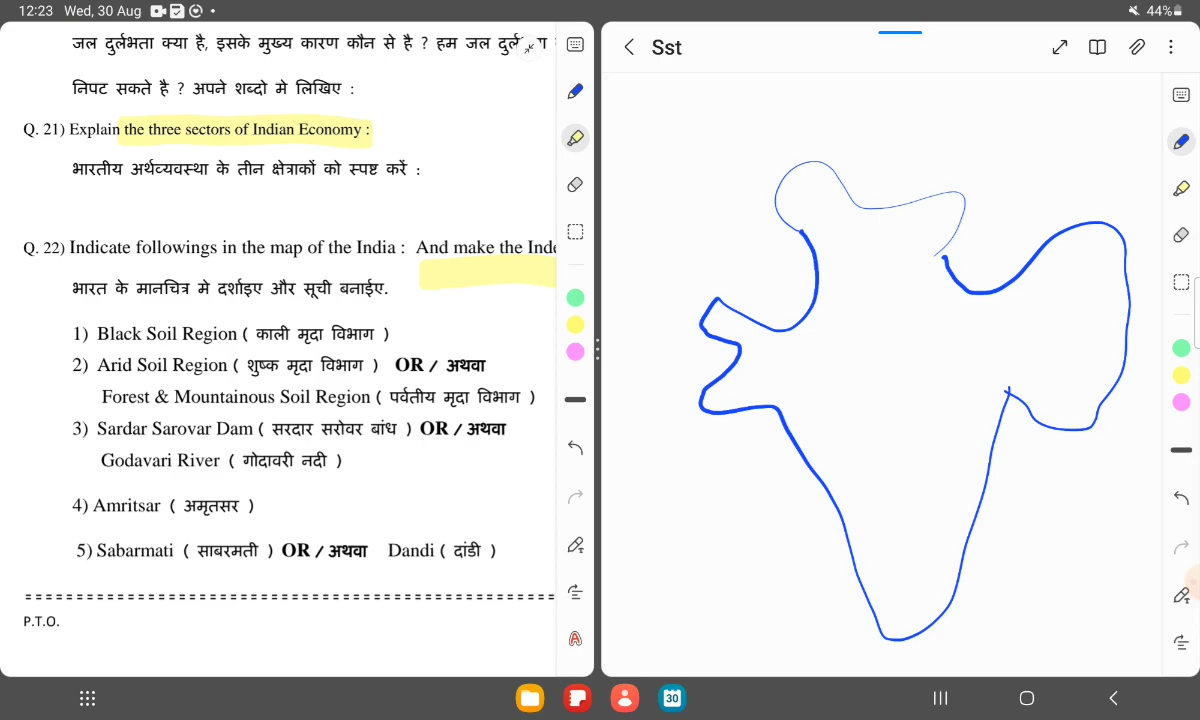 12:23 Wed, 30 Aug
44%
जल दुर्लभता क्या है, इसके मुख्य कारण कौन से है ? हम जल
निपट सकते है ? अपने शब्दो मे लिखिए :
Q. 21) Explain the three sectors of Indian Economy :
भारतीय अर्थव्यवस्था के तीन क्षेत्राकों को स्पष्ट करें :
Q. 22) Indicate followings in the map of the India : And make the
भारत के मानचित्र मे दर्शाइए और सूची बनाईए.
1) Black Soil Region ( काली मृदा विभाग )
2) Arid Soil Region ( शुष्क मृदा विभाग ) OR / अथवा
Forest & Mountainous Soil Region ( पर्वतीय मृदा विभाग )
3) Sardar Sarovar Dam ( सरदार सरोवर बांध ) OR / अथवा
Godavari River ( गोदावरी नदी )
4) Amritsar ( अमृतसर )
5) Sabarmati ( साबरमती ) OR / अथवा Dandi ( दांडी )
P.T.O.
Sst
30